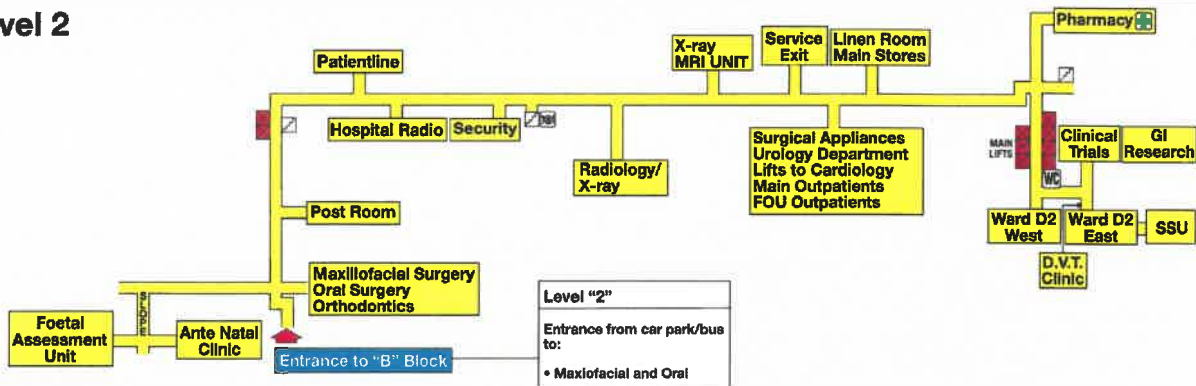 vel 2
Patientline
X-ray
MRI UNIT
Service
Exit
Linen Room
Main Stores
Pharmacy
Hospital Radio
Security
Radiology/
X-ray
Surgical Appliances
Urology Department
Lifts to Cardiology
Main Outpatients
FOU Outpatients
MAIN
LIFTS
Clinical
Trials
GI
Research
WC
Post Room
Ward D2
West
Ward D2
East
SSU
D.V.T.
Clinic
Maxillofacial Surgery
Oral Surgery
Orthodontics
SLOPE
Foetal
Assessment
Unit
Ante Natal
Clinic
Entrance to "B" Block
Level "2"
Entrance from car park/bus
to:
• Maxiofacial and Oral